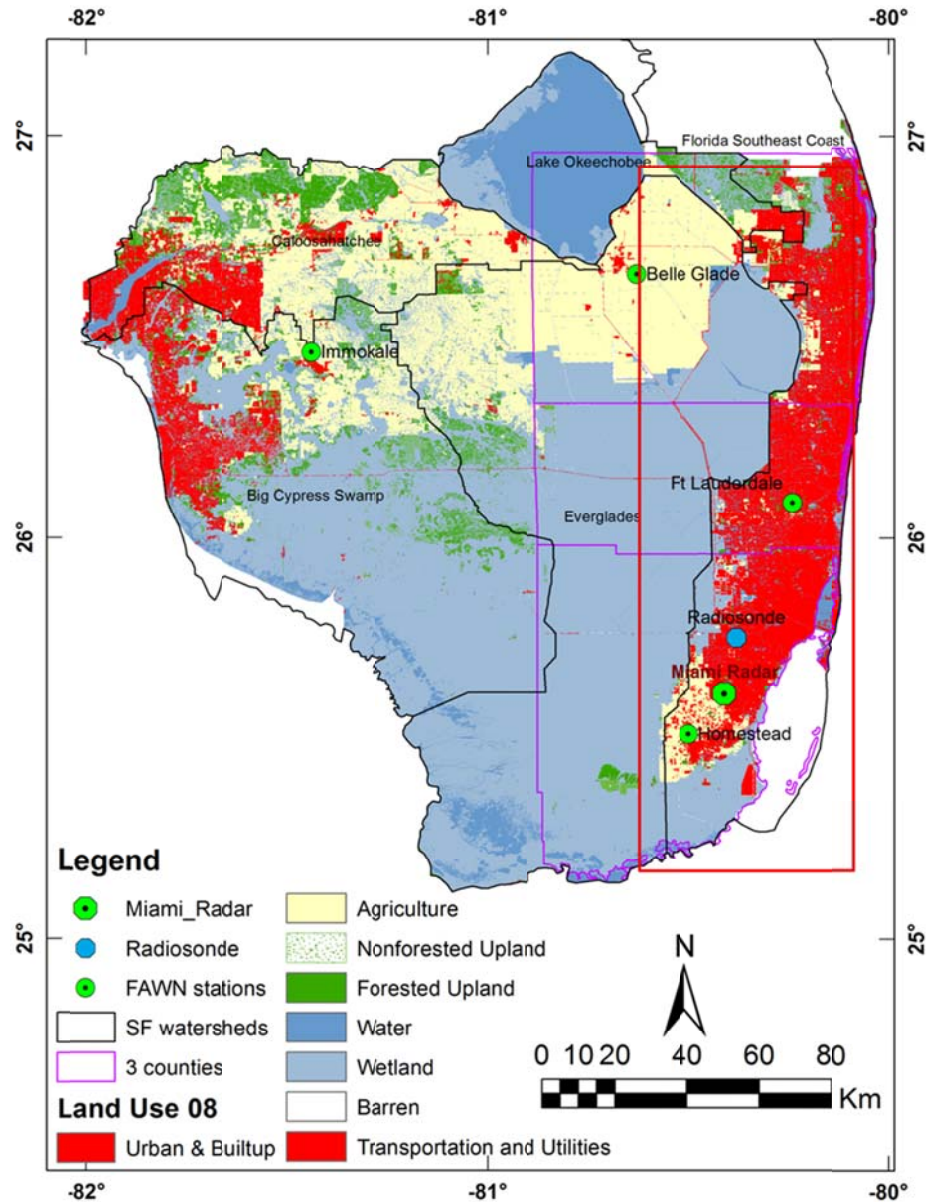 -82°
-81°
-80°
27°
27°
Florida Southeast Coast
Lake Okeechobee
Caloosahatchee
Belle Glade
Immokale
Ft Lauderdale
Big Cypress Swamp
Everglades
26°
26°
Radiosonde
Miami Radar
Homestead
Legend
Miami_Radar
Radiosonde
FAWN stations
SF watersheds
3 counties
Land Use 08
Urban & Builtup
Agriculture
Nonforested Upland
Forested Upland
Water
Wetland
Barren
Transportation and Utilities
25°
25°
N
0 10 20 40 60 80
Km
-82°
-81°
-80°